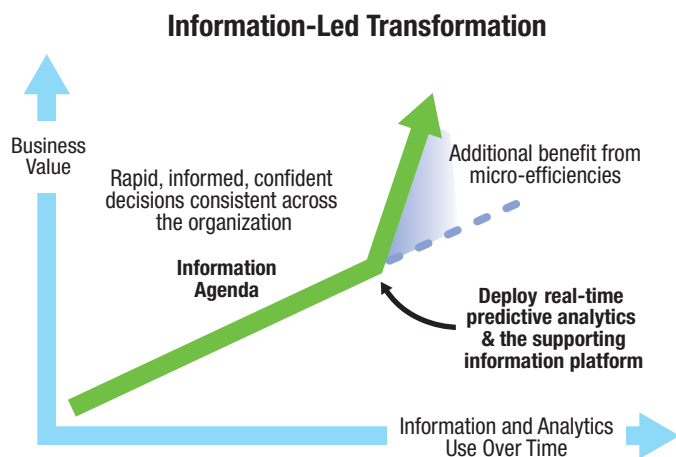 Information-Led Transformation
Business
Value
Rapid, informed, confident
decisions consistent across
the organization
Additional benefit from
micro-efficiencies
Information
Agenda
Deploy real-time
predictive analytics
& the supporting
information platform
Information and Analytics
Use Over Time